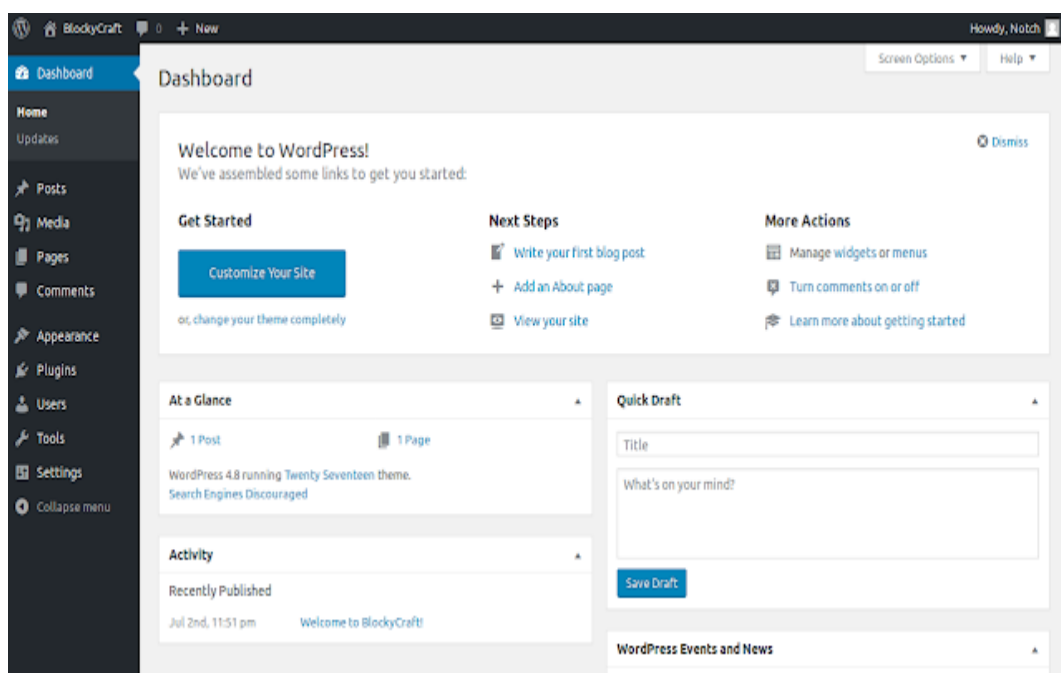 BlockyCraft 0 New Howdy, Notch
Screen Options Help
Dashboard
Home
Updates
Posts
Media
Pages
Comments
Appearance
Plugins
Users
Tools
Settings
Collapse menu
Dashboard
Welcome to WordPress!
We've assembled some links to get you started:
Dismiss
Get Started
Customize Your Site
or, change your theme completely
Next Steps
Write your first blog post
Add an About page
View your site
More Actions
Manage widgets or menus
Turn comments on or off
Learn more about getting started
At a Glance
1 Post 1 Page
WordPress 4.8 running Twenty Seventeen theme.
Search Engines Discouraged
Activity
Recently Published
Jul 2nd, 11:51 pm Welcome to BlockyCraft!
Quick Draft
Title
What's on your mind?
Save Draft
WordPress Events and News